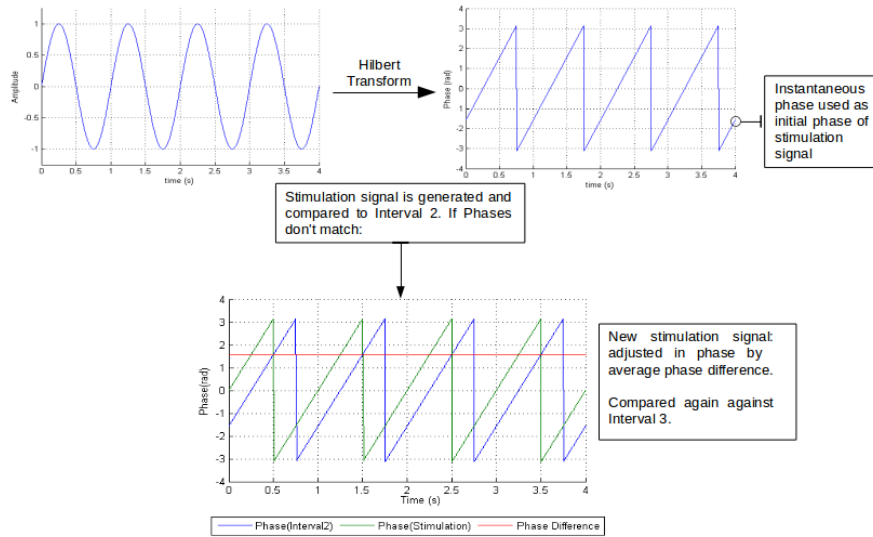 Amplitude
1
0.5
0
-0.5
-1
0 0.5 1 1.5 2 2.5 3 3.5 4
time (s)
Hilbert
Transform
Phase (rad)
4
3
2
1
0
1
-2
-3
-4
0 0.5 1 1.5 2 2.5 3 3.5 4
time (s)
Instantaneous
phase used as
initial phase of
stimulation
signal
Stimulation signal is generated and
compared to Interval 2. If Phases
don't match:
Phase(rad)
4
3
2
1
0
-1
-2
-3
-4
0 0.5 1 1.5 2 2.5 3 3.5 4
Time (s)
New stimulation signal:
adjusted in phase by
average phase difference.
Compared again against
Interval 3.
Phase(Interval2) Phase(Stimulation) Phase Difference